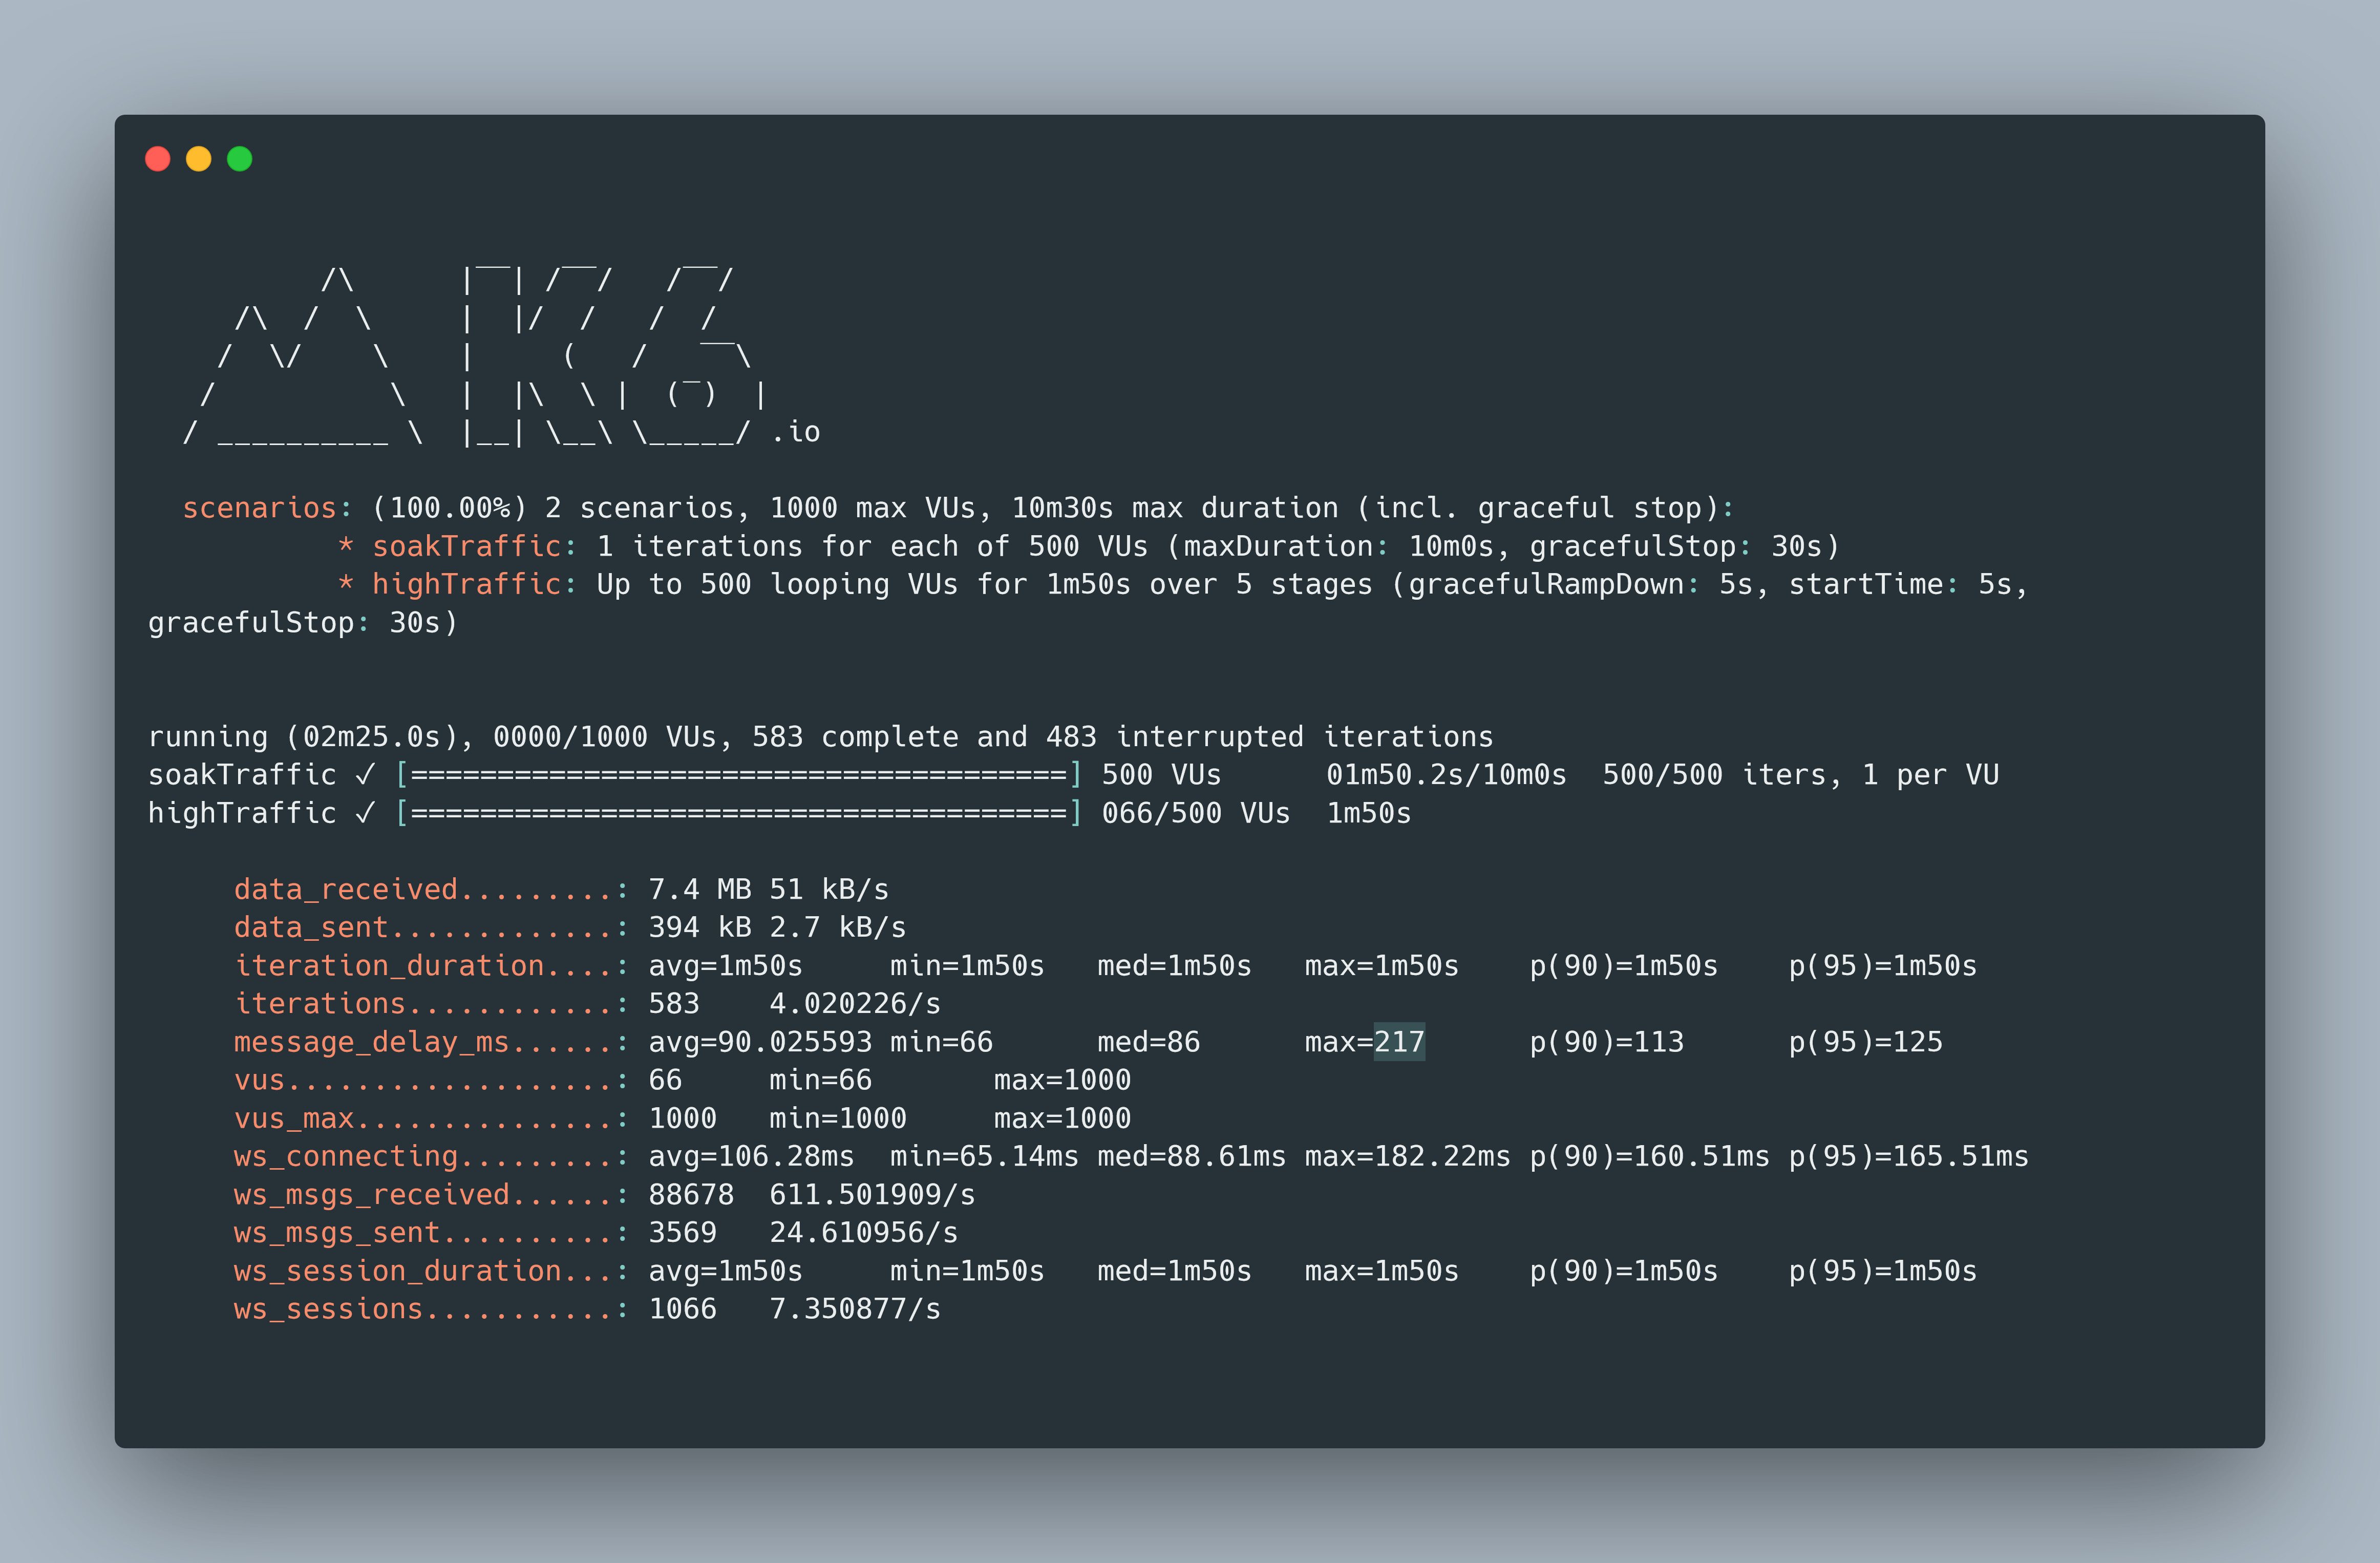 /\      |‾‾| /‾‾/   /‾‾/
     /\  /  \     |  |/  /   /  /
    /  \/    \    |     (   /   ‾‾\
   /          \   |  |\  \ |  (‾)  |
  / __________ \  |__| \__\ \_____/ .io
  scenarios: (100.00%) 2 scenarios, 1000 max VUs, 10m30s max duration (incl. graceful stop):
           * soakTraffic: 1 iterations for each of 500 VUs (maxDuration: 10m0s, gracefulStop: 30s)
           * highTraffic: Up to 500 looping VUs for 1m50s over 5 stages (gracefulRampDown: 5s, startTime: 5s,
gracefulStop: 30s)
running (02m25.0s), 0000/1000 VUs, 583 complete and 483 interrupted iterations
soakTraffic ✓ [======================================] 500 VUs      01m50.2s/10m0s  500/500 iters, 1 per VU
highTraffic ✓ [======================================] 066/500 VUs  1m50s
     data_received.........: 7.4 MB 51 kB/s
     data_sent.............: 394 kB 2.7 kB/s
     iteration_duration....: avg=1m50s     min=1m50s   med=1m50s   max=1m50s    p(90)=1m50s    p(95)=1m50s
     iterations............: 583    4.020226/s
     message_delay_ms......: avg=90.025593 min=66      med=86      max=217      p(90)=113      p(95)=125
     vus...................: 66     min=66       max=1000
     vus_max...............: 1000   min=1000     max=1000
     ws_connecting.........: avg=106.28ms  min=65.14ms med=88.61ms max=182.22ms p(90)=160.51ms p(95)=165.51ms
     ws_msgs_received......: 88678  611.501909/s
     ws_msgs_sent..........: 3569   24.610956/s
     ws_session_duration...: avg=1m50s     min=1m50s   med=1m50s   max=1m50s    p(90)=1m50s    p(95)=1m50s
     ws_sessions...........: 1066   7.350877/s